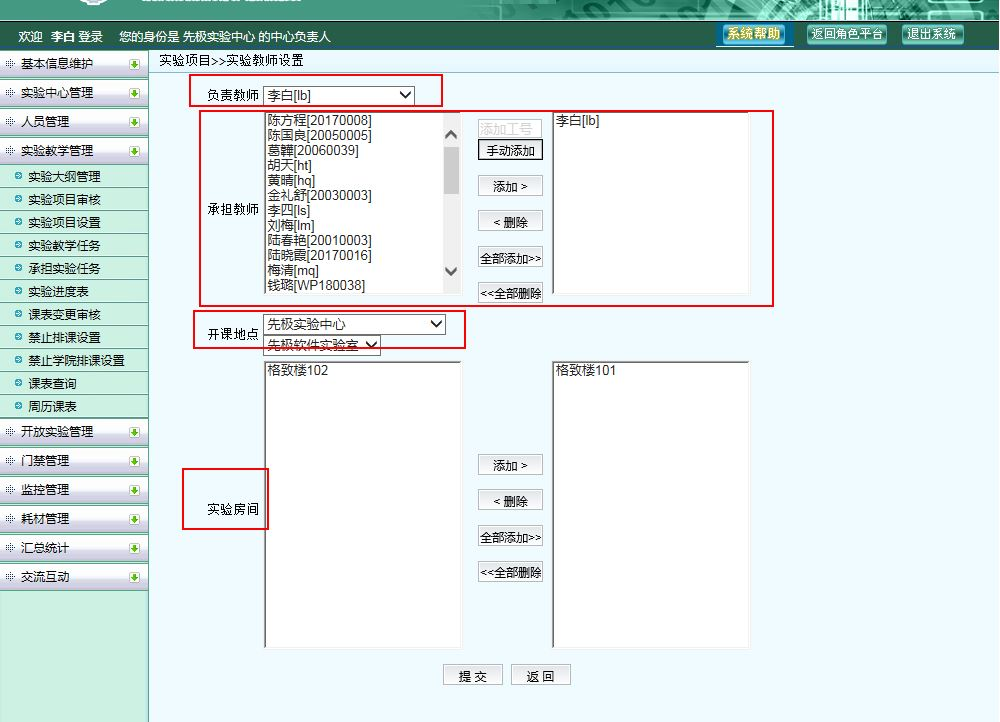 欢迎 李白 登录 您的身份是 先极实验中心 的中心负责人
系统帮助 返回角色平台 退出系统
实验项目>>实验教师设置
基本信息维护
实验中心管理
人员管理
实验教学管理
实验大纲管理
实验项目审核
实验项目设置
实验教学任务
承担实验任务
实验进度表
课表变更审核
禁止排课设置
禁止学院排课设置
课表查询
周历课表
开放实验管理
门禁管理
监控管理
耗材管理
汇总统计
交流互动
负责教师 李白[lb]
承担教师
陈方程[20170008]
陈国良[20050005]
葛韡[20060039]
胡天[ht]
黄晴[hq]
金礼舒[20030003]
李四[ls]
刘梅[lm]
陆春艳[20010003]
陆晓霞[20170016]
梅清[mq]
钱璐[WP180038]
添加工号
手动添加
添加 >
< 删除
全部添加>>
<<全部删除
李白[lb]
开课地点 先极实验中心
先极软件实验室
实验房间
格致楼102
添加 >
< 删除
全部添加>>
<<全部删除
格致楼101
提 交 返 回